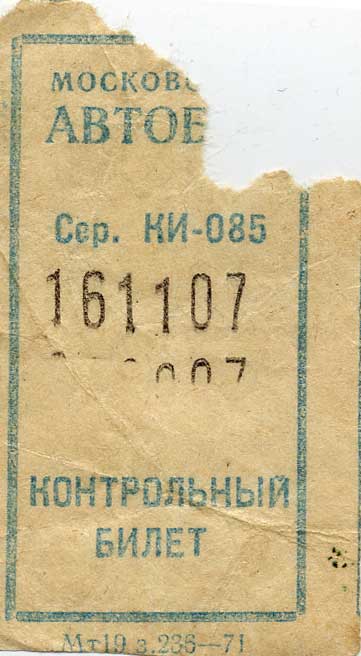 МОСКОВС
АВТОБ
Сер. КИ-085
161107
КОНТРОЛЬНЫЙ
БИЛЕТ
Мт19 з.236—71